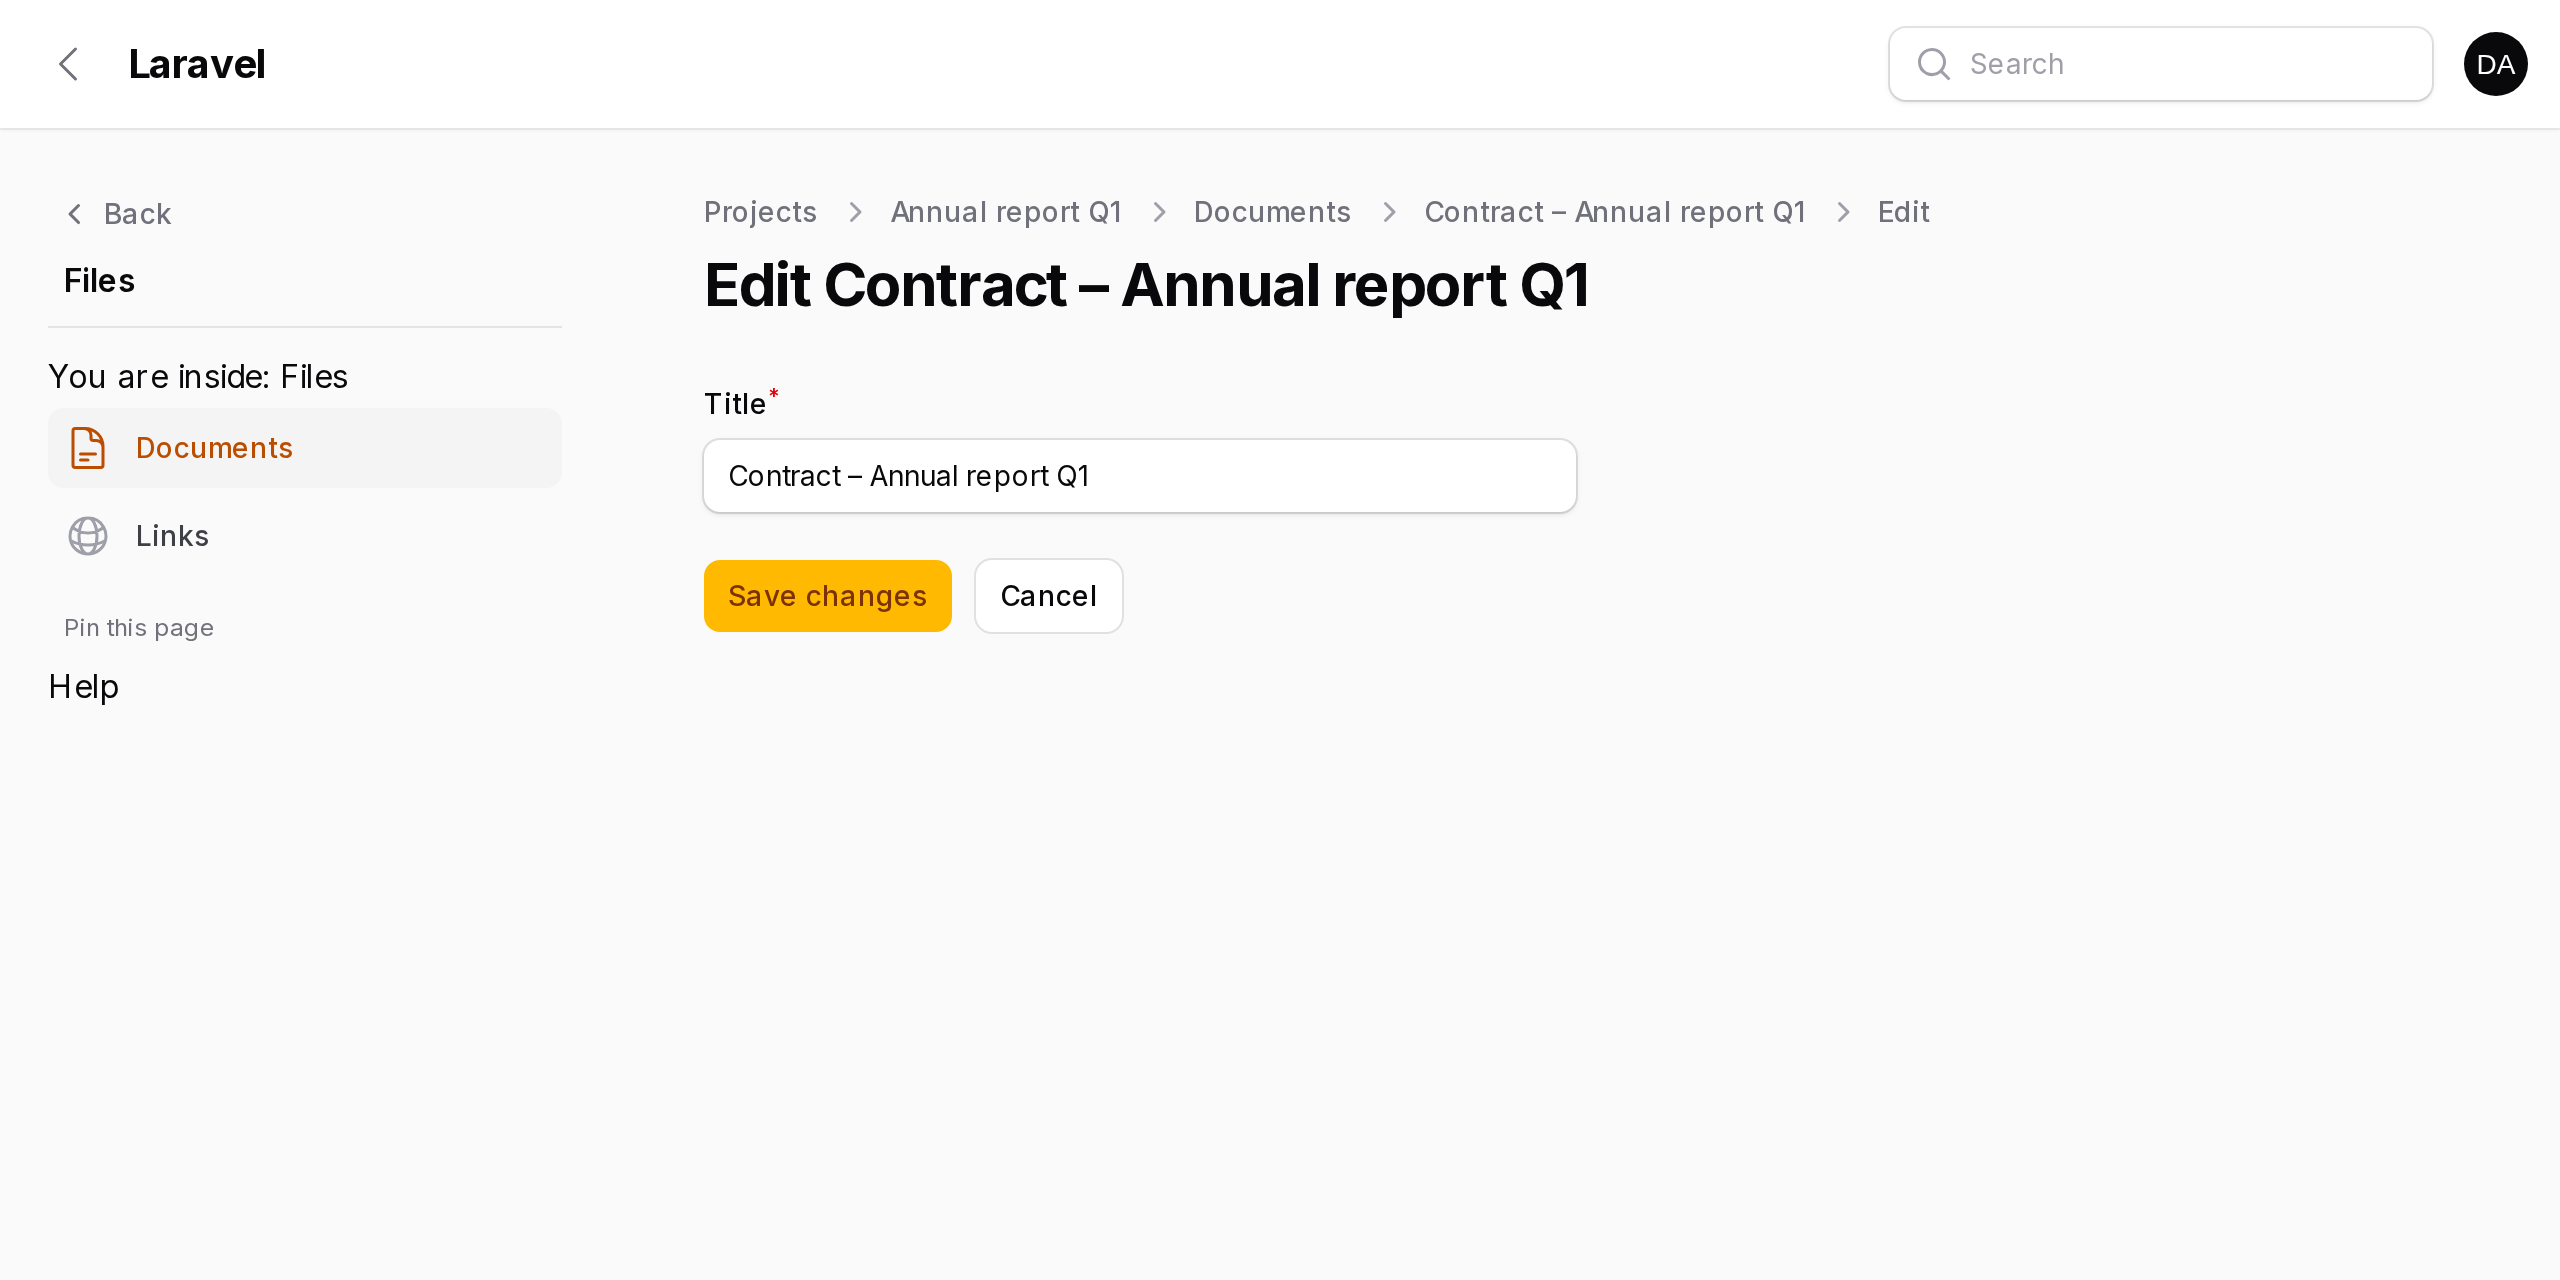 Laravel
Search
DA
Back
Files
You are inside: Files
Documents
Links
Pin this page
Help
Projects > Annual report Q1 > Documents > Contract – Annual report Q1 > Edit
Edit Contract – Annual report Q1
Title*
Contract – Annual report Q1
Save changes
Cancel